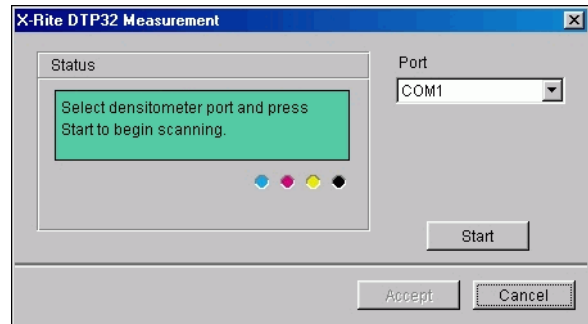 X-Rite DTP32 Measurement
Status
Select densitometer port and press
Start to begin scanning.
Port
COM1
Start
Accept
Cancel